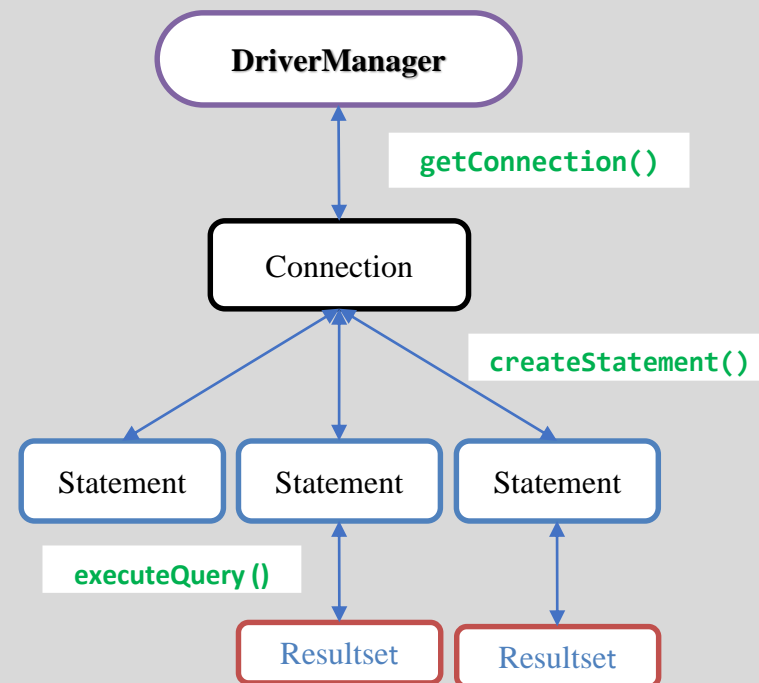 DriverManager
getConnection()
Connection
createStatement()
Statement
Statement
Statement
executeQuery ()
Resultset
Resultset